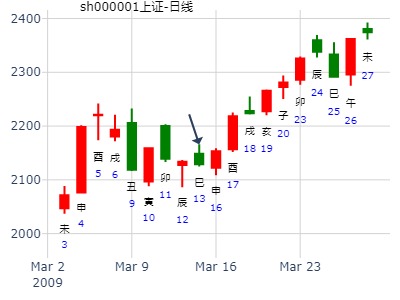 sh000001上证-日线
2400
2300
2200
2100
2000
未
3
申
4
酉
5
戌
6
丑
9
寅
10
卯
11
辰
12
巳
13
申
16
酉
17
戌
18
亥
19
子
20
卯
23
辰
24
巳
25
午
26
未
27
Mar 2
2009
Mar 9
Mar 16
Mar 23